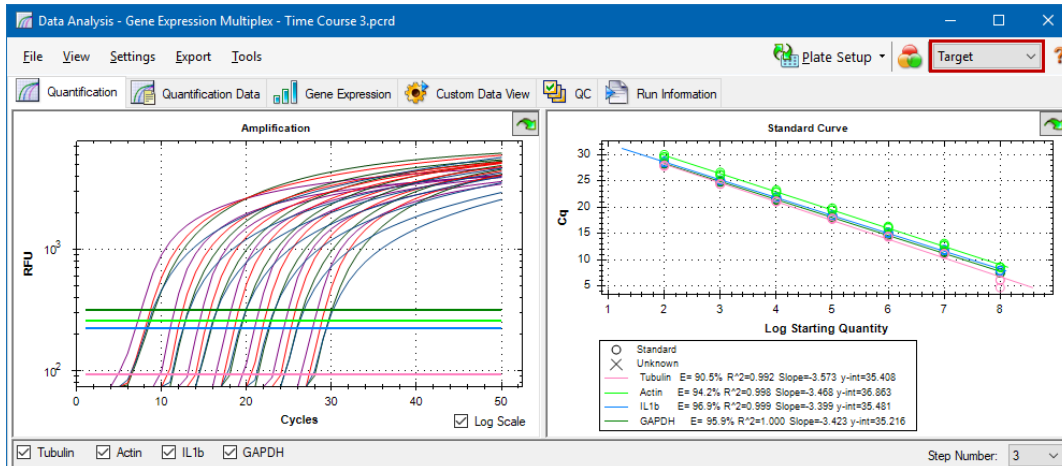 Data Analysis - Gene Expression Multiplex - Time Course 3.pcrd
File View Settings Export Tools Plate Setup Target ?
Quantification Quantification Data Gene Expression Custom Data View QC Run Information
Amplification
RFU
10^3
10^2
0 10 20 30 40 50
Cycles
Log Scale
Standard Curve
Cq
30
25
20
15
10
5
1 2 3 4 5 6 7 8
Log Starting Quantity
Standard
Unknown
Tubulin E= 90.5% R^2=0.992 Slope=-3.573 y-int=35.408
Actin E= 94.2% R^2=0.998 Slope=-3.468 y-int=36.863
IL1b E= 96.9% R^2=0.999 Slope=-3.399 y-int=35.481
GAPDH E= 95.9% R^2=1.000 Slope=-3.423 y-int=35.216
Tubulin Actin IL1b GAPDH Step Number: 3